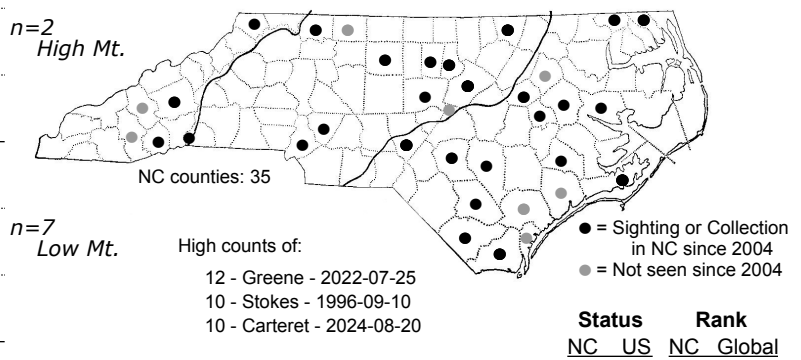 n=2
High Mt.
NC counties: 35
n=7
Low Mt.
High counts of:
12 - Greene - 2022-07-25
10 - Stokes - 1996-09-10
10 - Carteret - 2024-08-20
= Sighting or Collection
in NC since 2004
= Not seen since 2004
Status Rank
NC US NC Global